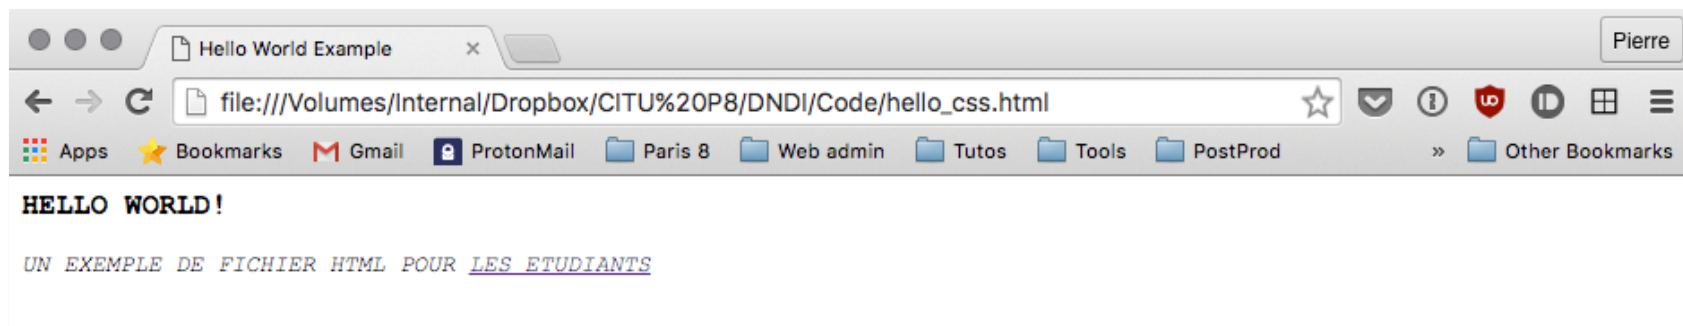 Hello World Example
Pierre
file:///Volumes/Internal/Dropbox/CITU%20P8/DNDI/Code/hello_css.html
Apps Bookmarks Gmail ProtonMail Paris 8 Web admin Tutos Tools PostProd » Other Bookmarks
HELLO WORLD!
UN EXEMPLE DE FICHIER HTML POUR LES ETUDIANTS